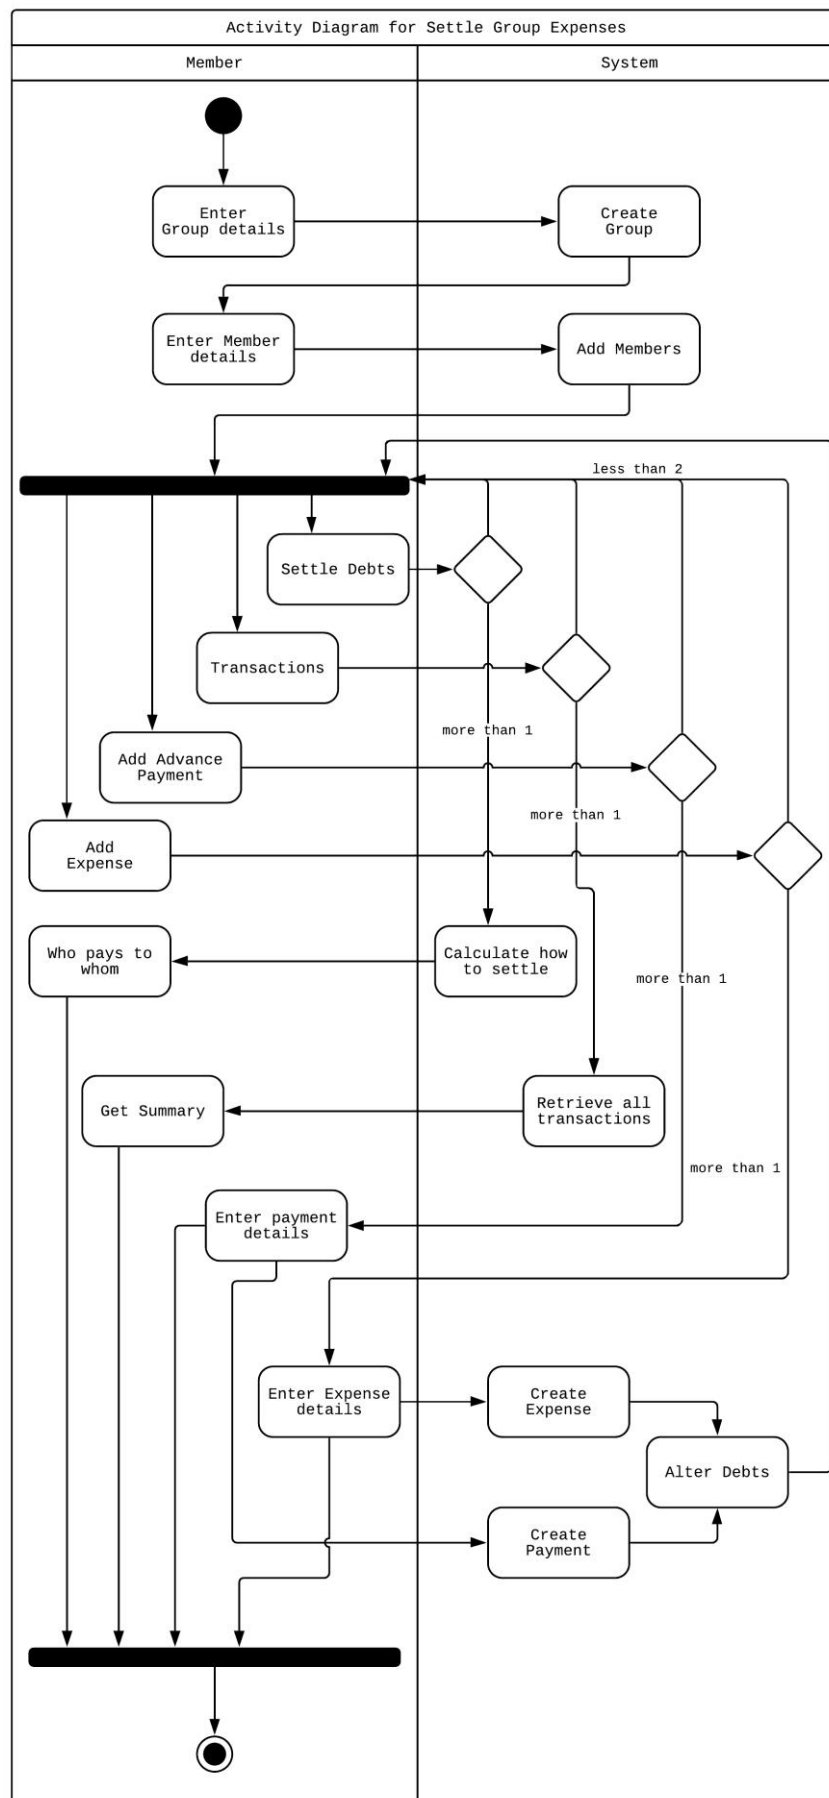 Activity Diagram for Settle Group Expenses
Member
System
Enter
Group details
Create
Group
Enter Member
details
Add Members
less than 2
Settle Debts
Transactions
more than 1
Add Advance
Payment
more than 1
Add
Expense
Who pays to
whom
Calculate how
to settle
more than 1
Get Summary
Retrieve all
transactions
more than 1
Enter payment
details
Enter Expense
details
Create
Expense
Alter Debts
Create
Payment